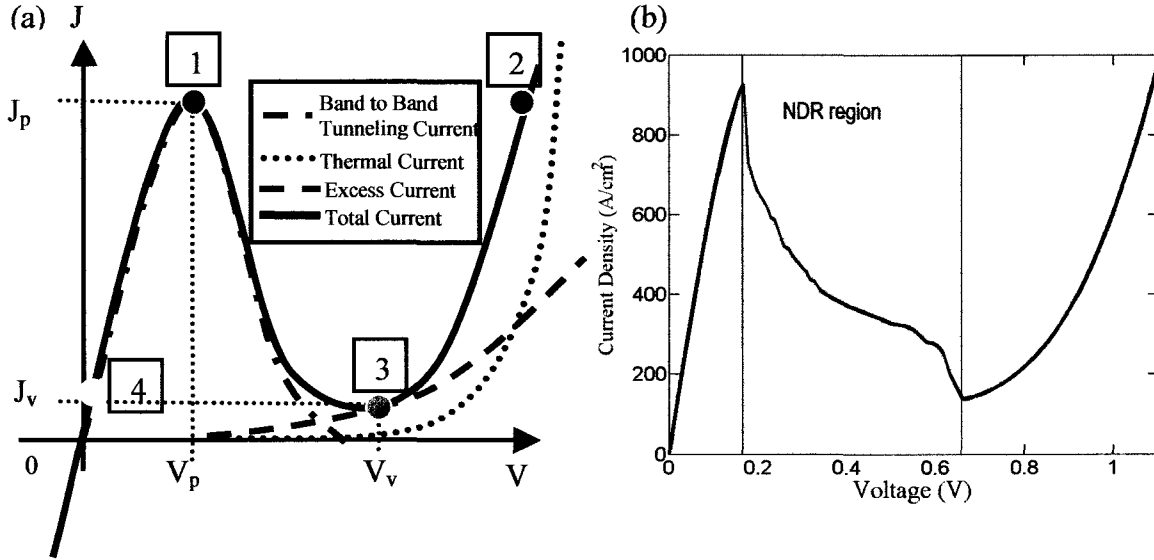 (a)
J
1
2
Band to Band
Tunneling Current
Thermal Current
Excess Current
Total Current
J_p
3
4
J_v
0
V_p
V_v
V
(b)
1000
800
600
400
200
0
NDR region
Current Density (A/cm²)
0
0.2
0.4
0.6
0.8
1
Voltage (V)